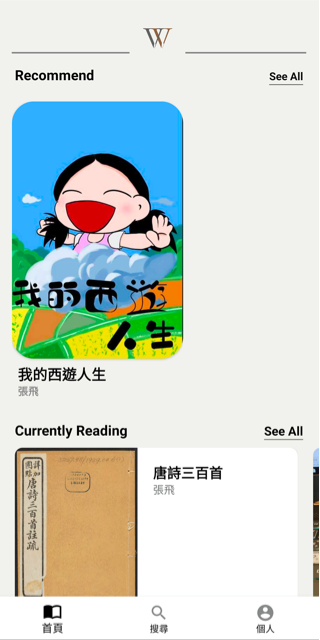 W
Recommend
See All
我的西遊
人生
我的西遊人生
張飛
Currently Reading
See All
詳加
圖點
唐詩三百首註疏
唐詩三百首
張飛
首頁
搜尋
個人